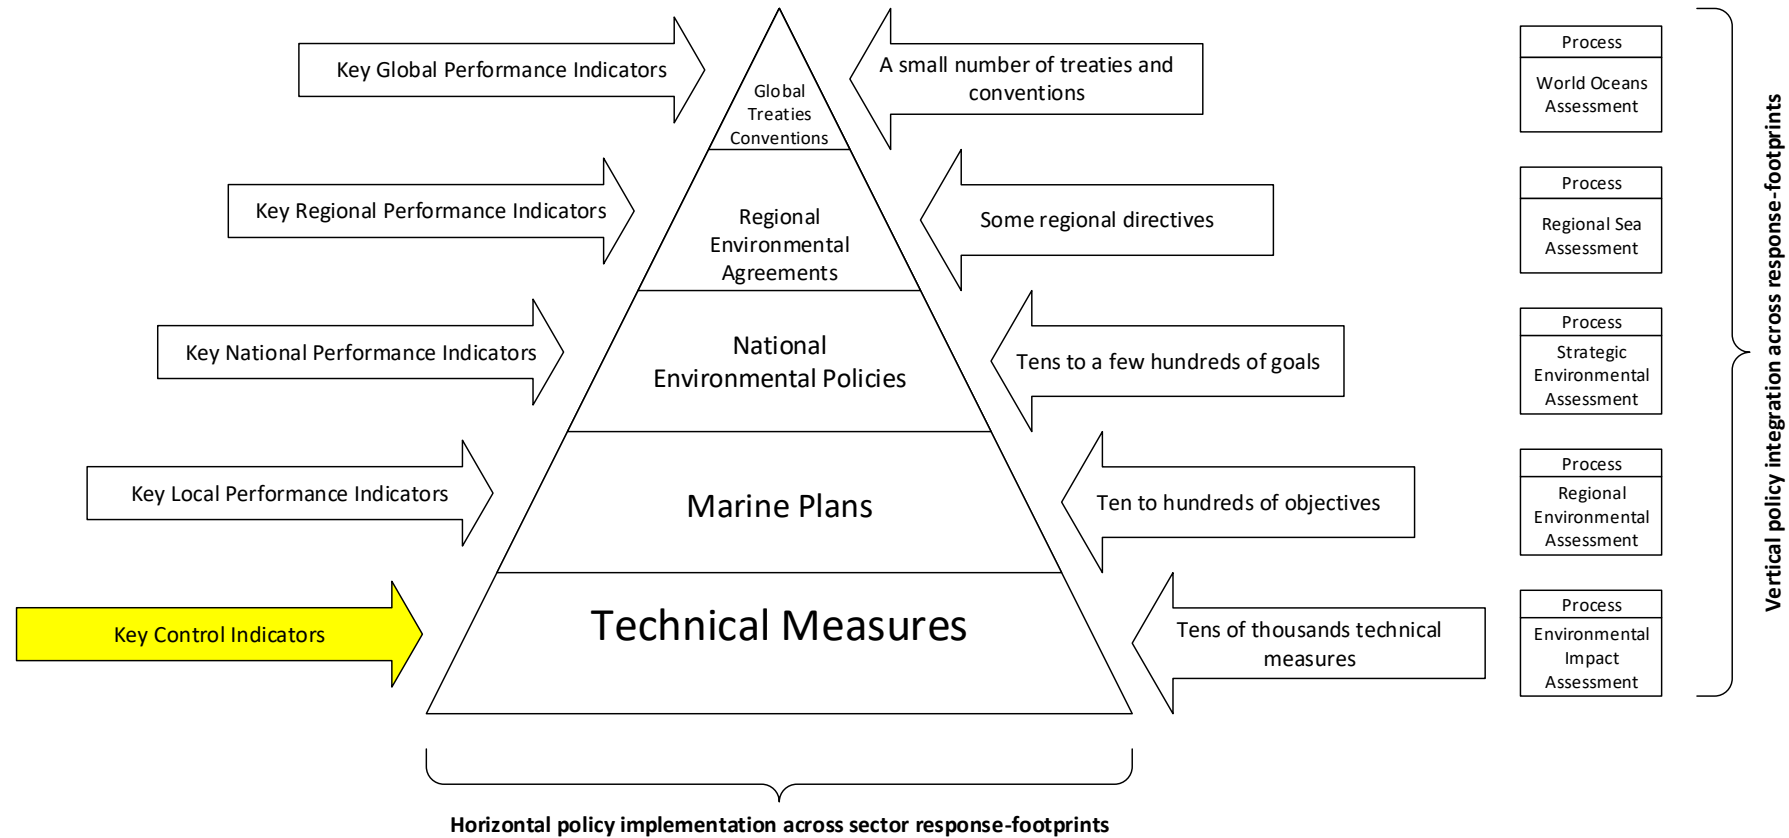 Key Global Performance Indicators
Global
Treaties
Conventions
A small number of treaties and
conventions
Process
World Oceans
Assessment
Key Regional Performance Indicators
Regional
Environmental
Agreements
Some regional directives
Process
Regional Sea
Assessment
Key National Performance Indicators
National
Environmental Policies
Tens to a few hundreds of goals
Process
Strategic
Environmental
Assessment
Key Local Performance Indicators
Marine Plans
Ten to hundreds of objectives
Process
Regional
Environmental
Assessment
Key Control Indicators
Technical Measures
Tens of thousands technical
measures
Process
Environmental
Impact
Assessment
Vertical policy integration across response-footprints
Horizontal policy implementation across sector response-footprints